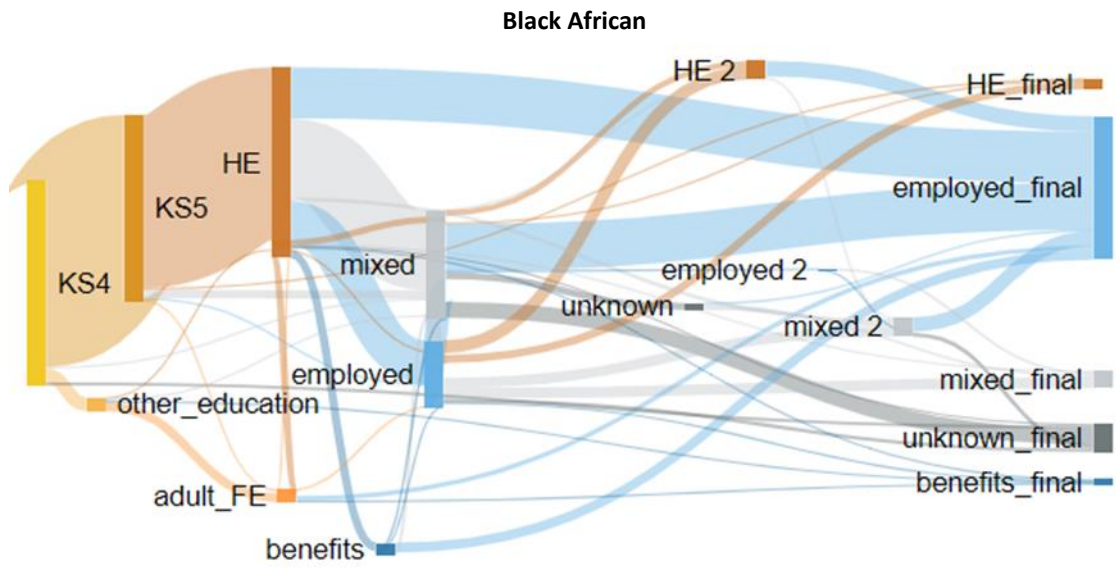 Black African
HE 2
HE_final
HE
employed_final
KS5
mixed
employed 2
KS4
unknown
mixed 2
employed
mixed_final
other_education
unknown_final
benefits_final
adult_FE
benefits